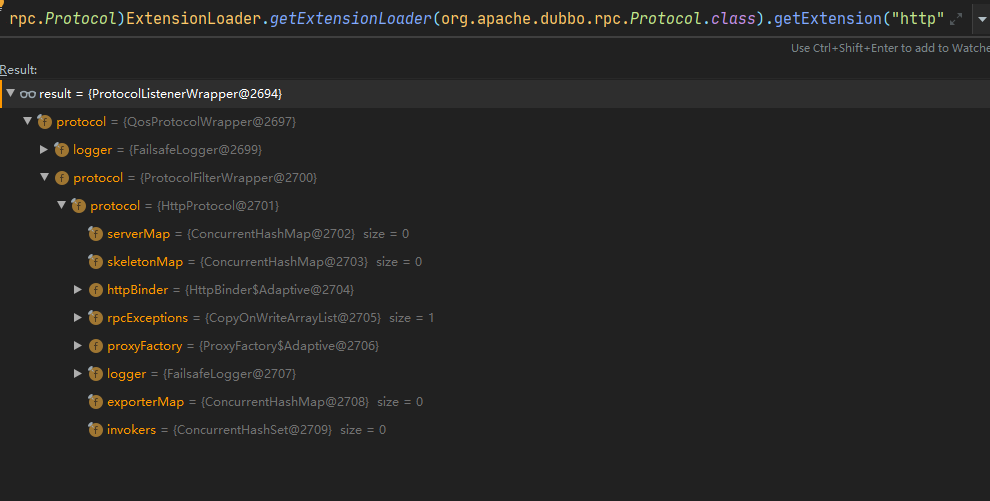 rpc.Protocol)ExtensionLoader.getExtensionLoader(org.apache.dubbo.rpc.Protocol.class).getExtension("http"
Use Ctrl+Shift+Enter to add to Watche
Result:
result = {ProtocolListenerWrapper@2694}
f protocol = {QosProtocolWrapper@2697}
f logger = {FailsafeLogger@2699}
f protocol = {ProtocolFilterWrapper@2700}
f protocol = {HttpProtocol@2701}
f serverMap = {ConcurrentHashMap@2702} size = 0
f skeletonMap = {ConcurrentHashMap@2703} size = 0
f httpBinder = {HttpBinder$Adaptive@2704}
f rpcExceptions = {CopyOnWriteArrayList@2705} size = 1
f proxyFactory = {ProxyFactory$Adaptive@2706}
f logger = {FailsafeLogger@2707}
f exporterMap = {ConcurrentHashMap@2708} size = 0
f invokers = {ConcurrentHashSet@2709} size = 0